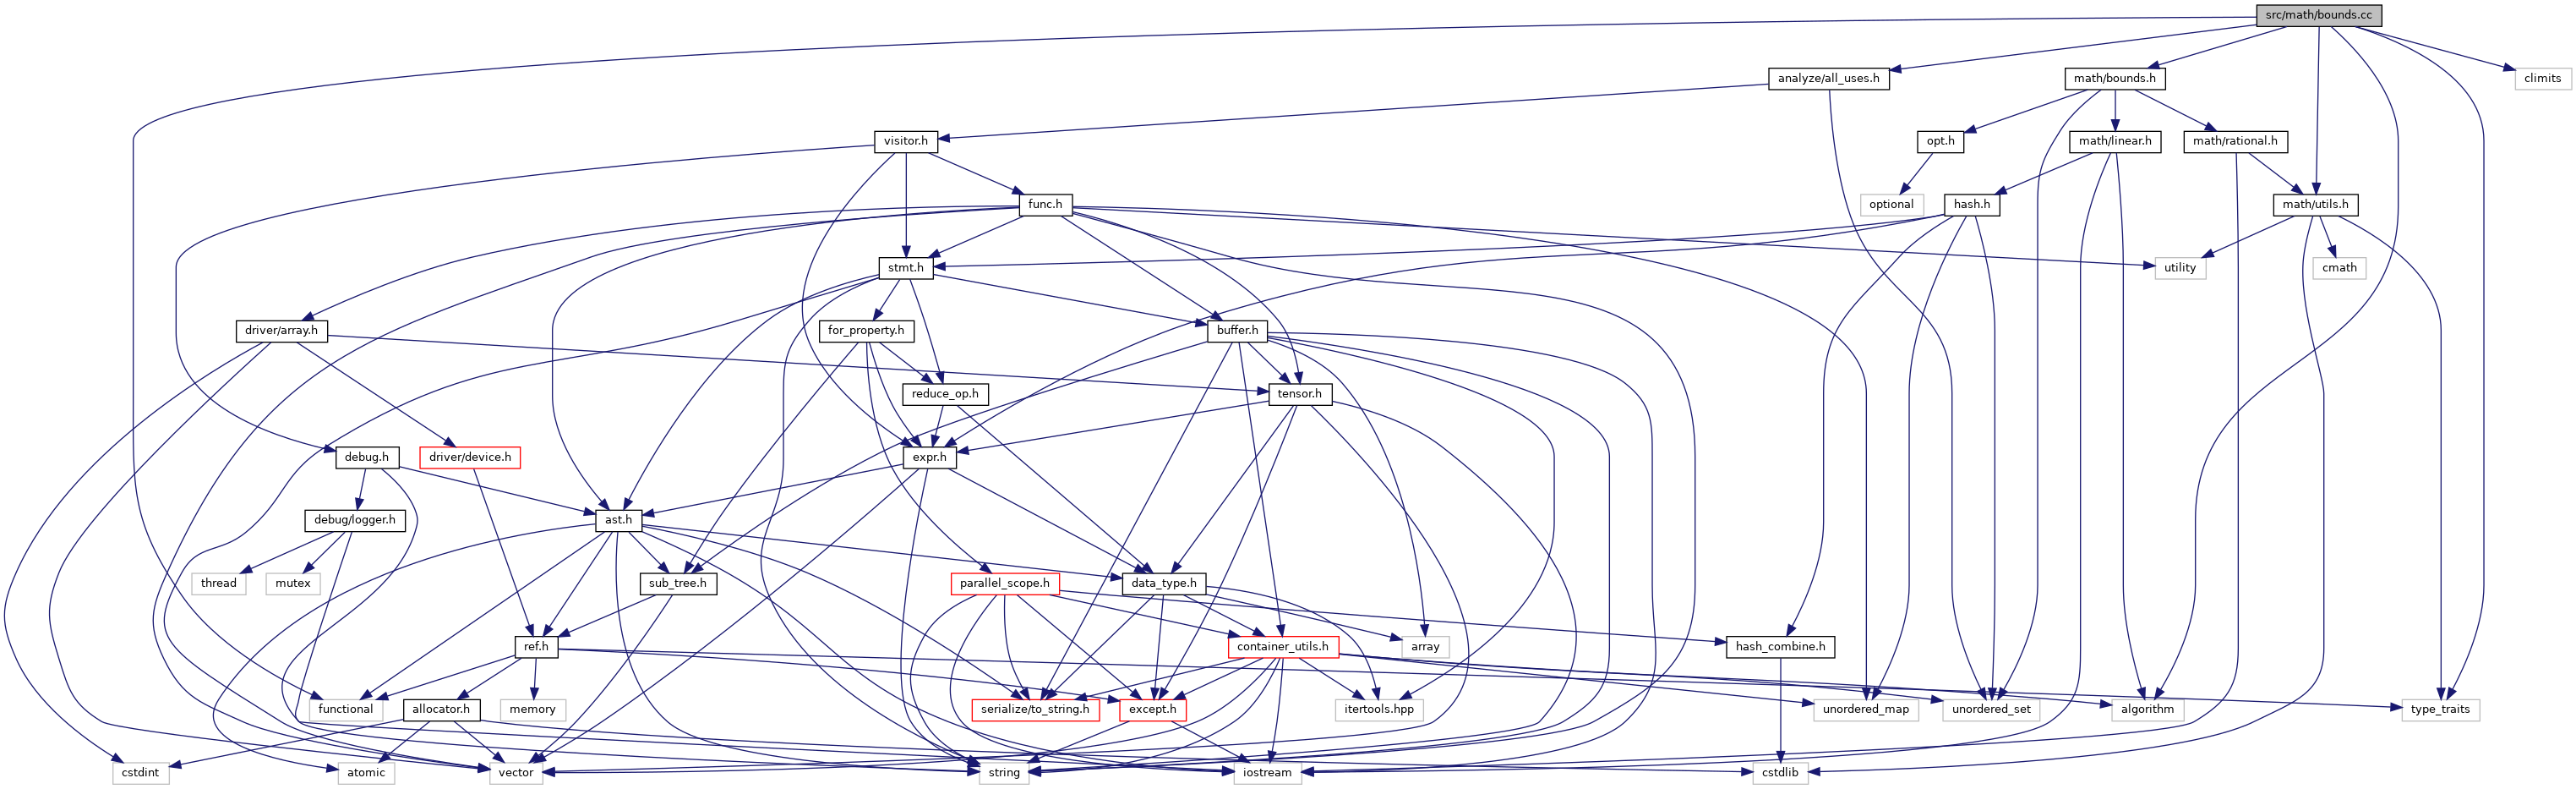 src/math/bounds.cc
analyze/all_uses.h
math/bounds.h
climits
visitor.h
opt.h
math/linear.h
math/rational.h
func.h
optional
hash.h
math/utils.h
stmt.h
utility
cmath
driver/array.h
for_property.h
buffer.h
reduce_op.h
tensor.h
debug.h
driver/device.h
expr.h
debug/logger.h
ast.h
thread
mutex
sub_tree.h
parallel_scope.h
data_type.h
ref.h
container_utils.h
array
hash_combine.h
functional
allocator.h
memory
serialize/to_string.h
except.h
itertools.hpp
unordered_map
unordered_set
algorithm
type_traits
cstdint
atomic
vector
string
iostream
cstdlib